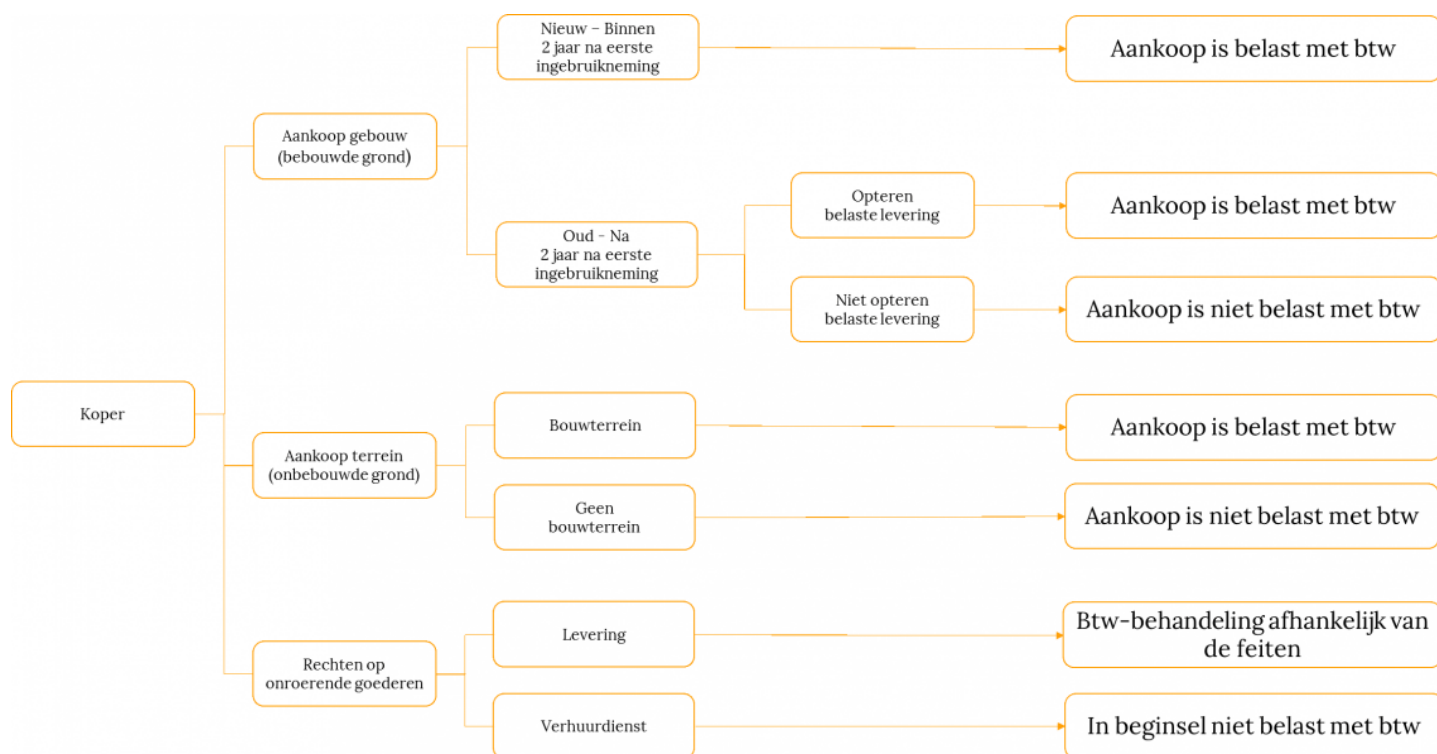 Koper
Aankoop gebouw
(bebouwde grond)
Nieuw – Binnen
2 jaar na eerste
ingebruikneming
Aankoop is belast met btw
Oud - Na
2 jaar na eerste
ingebruikneming
Opteren
belaste levering
Aankoop is belast met btw
Niet opteren
belaste levering
Aankoop is niet belast met btw
Aankoop terrein
(onbebouwde grond)
Bouwterrein
Aankoop is belast met btw
Geen
bouwterrein
Aankoop is niet belast met btw
Rechten op
onroerende goederen
Levering
Btw-behandeling afhankelijk van
de feiten
Verhuurdienst
In beginsel niet belast met btw